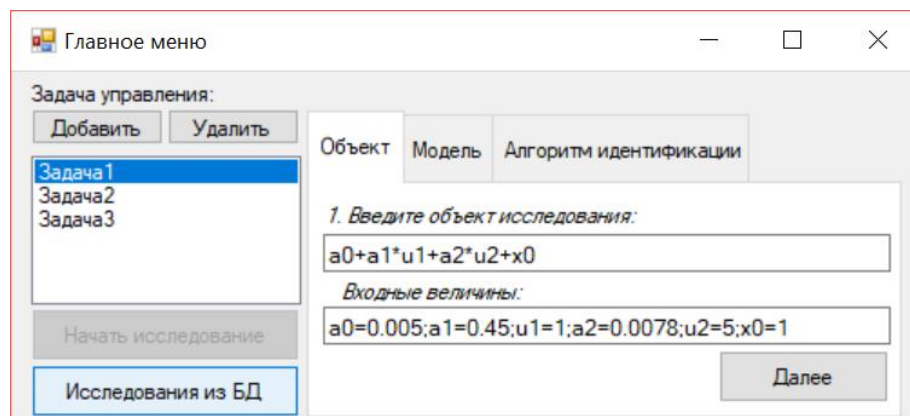 Главное меню
Задача управления:
Добавить Удалить
Задача1
Задача2
Задача3
Начать исследование
Исследования из БД
Объект Модель Алгоритм идентификации
1. Введите объект исследования:
a0+a1*u1+a2*u2+x0
Входные величины:
a0=0.005;a1=0.45;u1=1;a2=0.0078;u2=5;x0=1
Далее